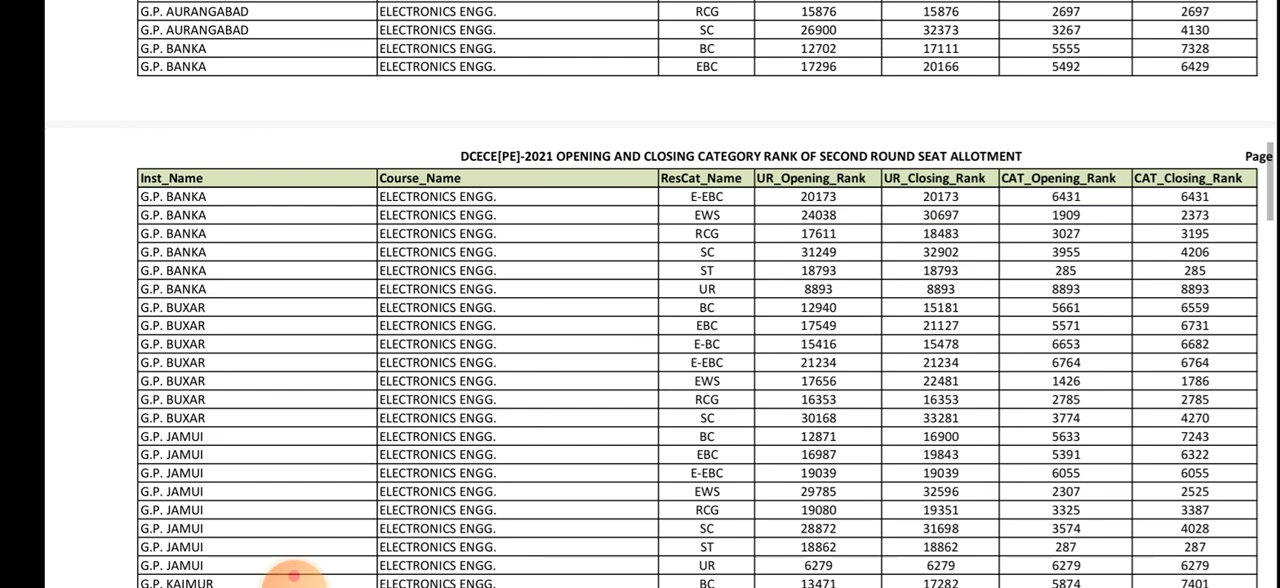 G.P. AURANGABAD ELECTRONICS ENGG. RCG 15876 15876 2697 2697
G.P. AURANGABAD ELECTRONICS ENGG. SC 26900 32373 3267 4130
G.P. BANKA ELECTRONICS ENGG. BC 12702 17111 5555 7328
G.P. BANKA ELECTRONICS ENGG. EBC 17296 20166 5492 6429
DCECE[PE]-2021 OPENING AND CLOSING CATEGORY RANK OF SECOND ROUND SEAT ALLOTMENT Page
Inst_Name Course_Name ResCat_Name UR_Opening_Rank UR_Closing_Rank CAT_Opening_Rank CAT_Closing_Rank
G.P. BANKA ELECTRONICS ENGG. E-EBC 20173 20173 6431 6431
G.P. BANKA ELECTRONICS ENGG. EWS 24038 30697 1909 2373
G.P. BANKA ELECTRONICS ENGG. RCG 17611 18483 3027 3195
G.P. BANKA ELECTRONICS ENGG. SC 31249 32902 3955 4206
G.P. BANKA ELECTRONICS ENGG. ST 18793 18793 285 285
G.P. BANKA ELECTRONICS ENGG. UR 8893 8893 8893 8893
G.P. BUXAR ELECTRONICS ENGG. BC 12940 15181 5661 6559
G.P. BUXAR ELECTRONICS ENGG. EBC 17549 21127 5571 6731
G.P. BUXAR ELECTRONICS ENGG. E-BC 15416 15478 6653 6682
G.P. BUXAR ELECTRONICS ENGG. E-EBC 21234 21234 6764 6764
G.P. BUXAR ELECTRONICS ENGG. EWS 17656 22481 1426 1786
G.P. BUXAR ELECTRONICS ENGG. RCG 16353 16353 2785 2785
G.P. BUXAR ELECTRONICS ENGG. SC 30168 33281 3774 4270
G.P. JAMUI ELECTRONICS ENGG. BC 12871 16900 5633 7243
G.P. JAMUI ELECTRONICS ENGG. EBC 16987 19843 5391 6322
G.P. JAMUI ELECTRONICS ENGG. E-EBC 19039 19039 6055 6055
G.P. JAMUI ELECTRONICS ENGG. EWS 29785 32596 2307 2525
G.P. JAMUI ELECTRONICS ENGG. RCG 19080 19351 3325 3387
G.P. JAMUI ELECTRONICS ENGG. SC 28872 31698 3574 4028
G.P. JAMUI ELECTRONICS ENGG. ST 18862 18862 287 287
G.P. JAMUI ELECTRONICS ENGG. UR 6279 6279 6279 6279
G.P. KAIMUR ELECTRONICS ENGG. BC 13471 17282 5874 7401